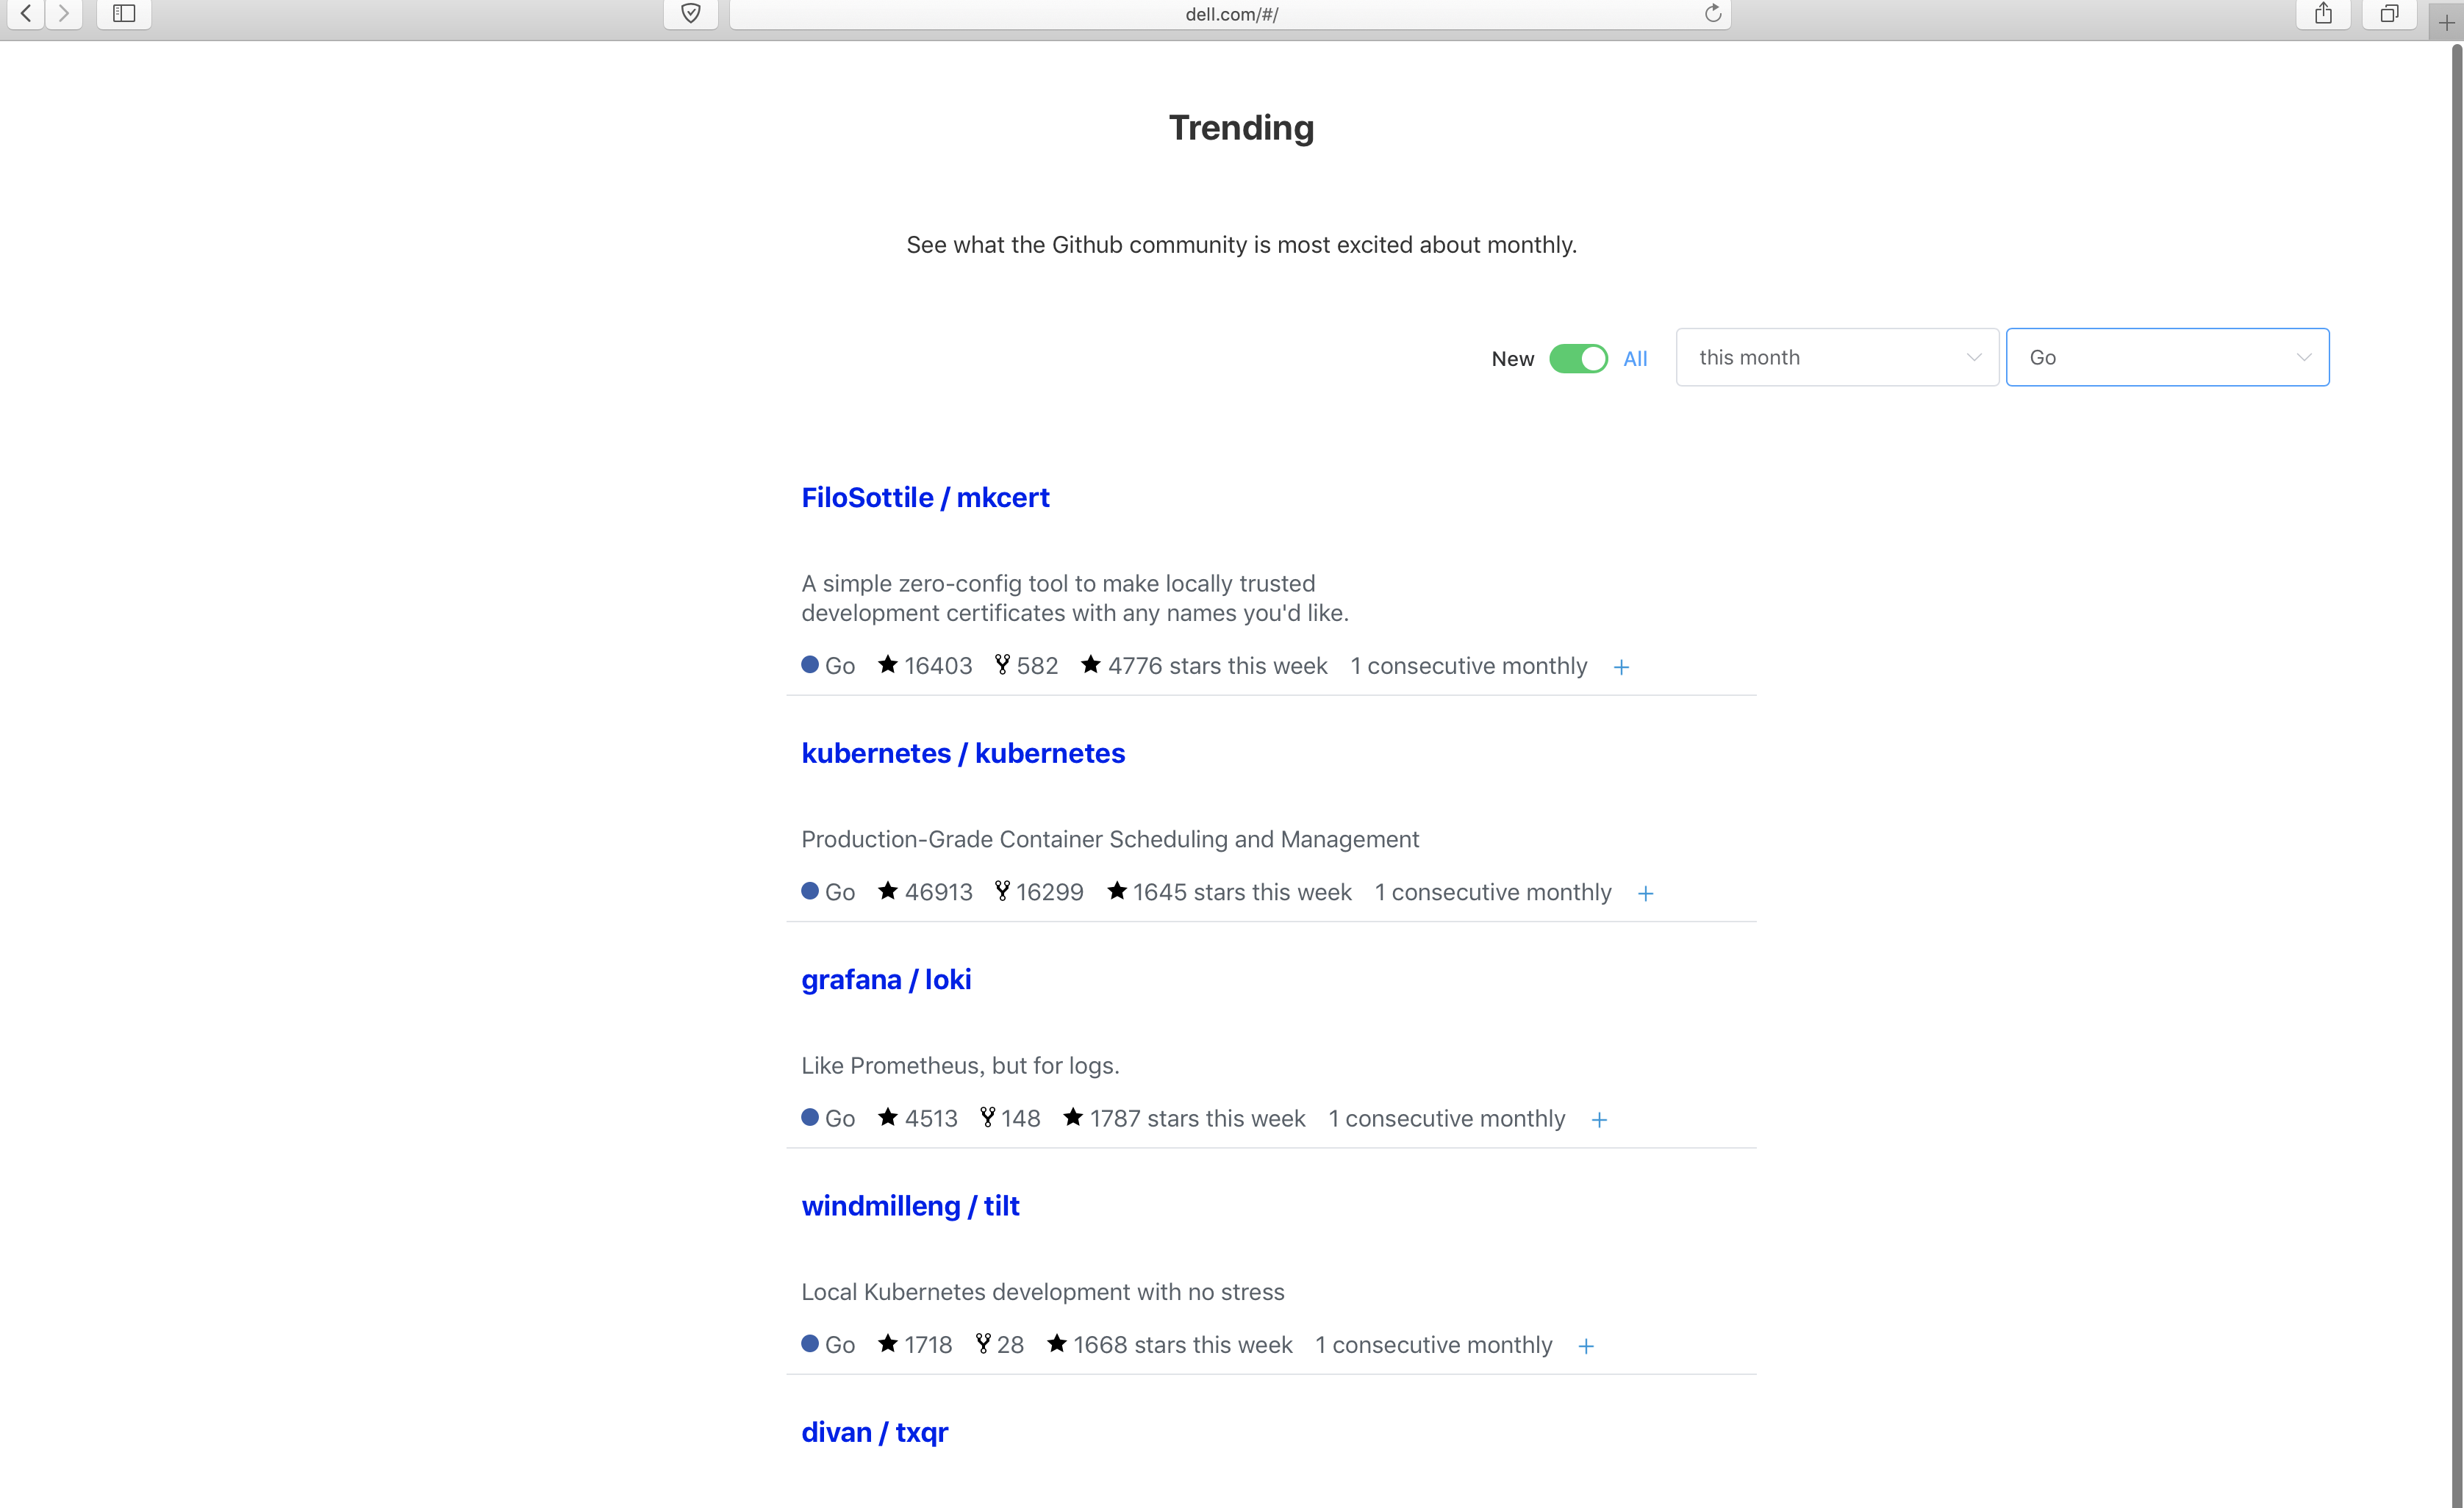 dell.com/#/
Trending
See what the Github community is most excited about monthly.
New All this month Go
FiloSottile / mkcert
A simple zero-config tool to make locally trusted
development certificates with any names you'd like.
Go 16403 582 4776 stars this week 1 consecutive monthly +
kubernetes / kubernetes
Production-Grade Container Scheduling and Management
Go 46913 16299 1645 stars this week 1 consecutive monthly +
grafana / loki
Like Prometheus, but for logs.
Go 4513 148 1787 stars this week 1 consecutive monthly +
windmilleng / tilt
Local Kubernetes development with no stress
Go 1718 28 1668 stars this week 1 consecutive monthly +
divan / txqr